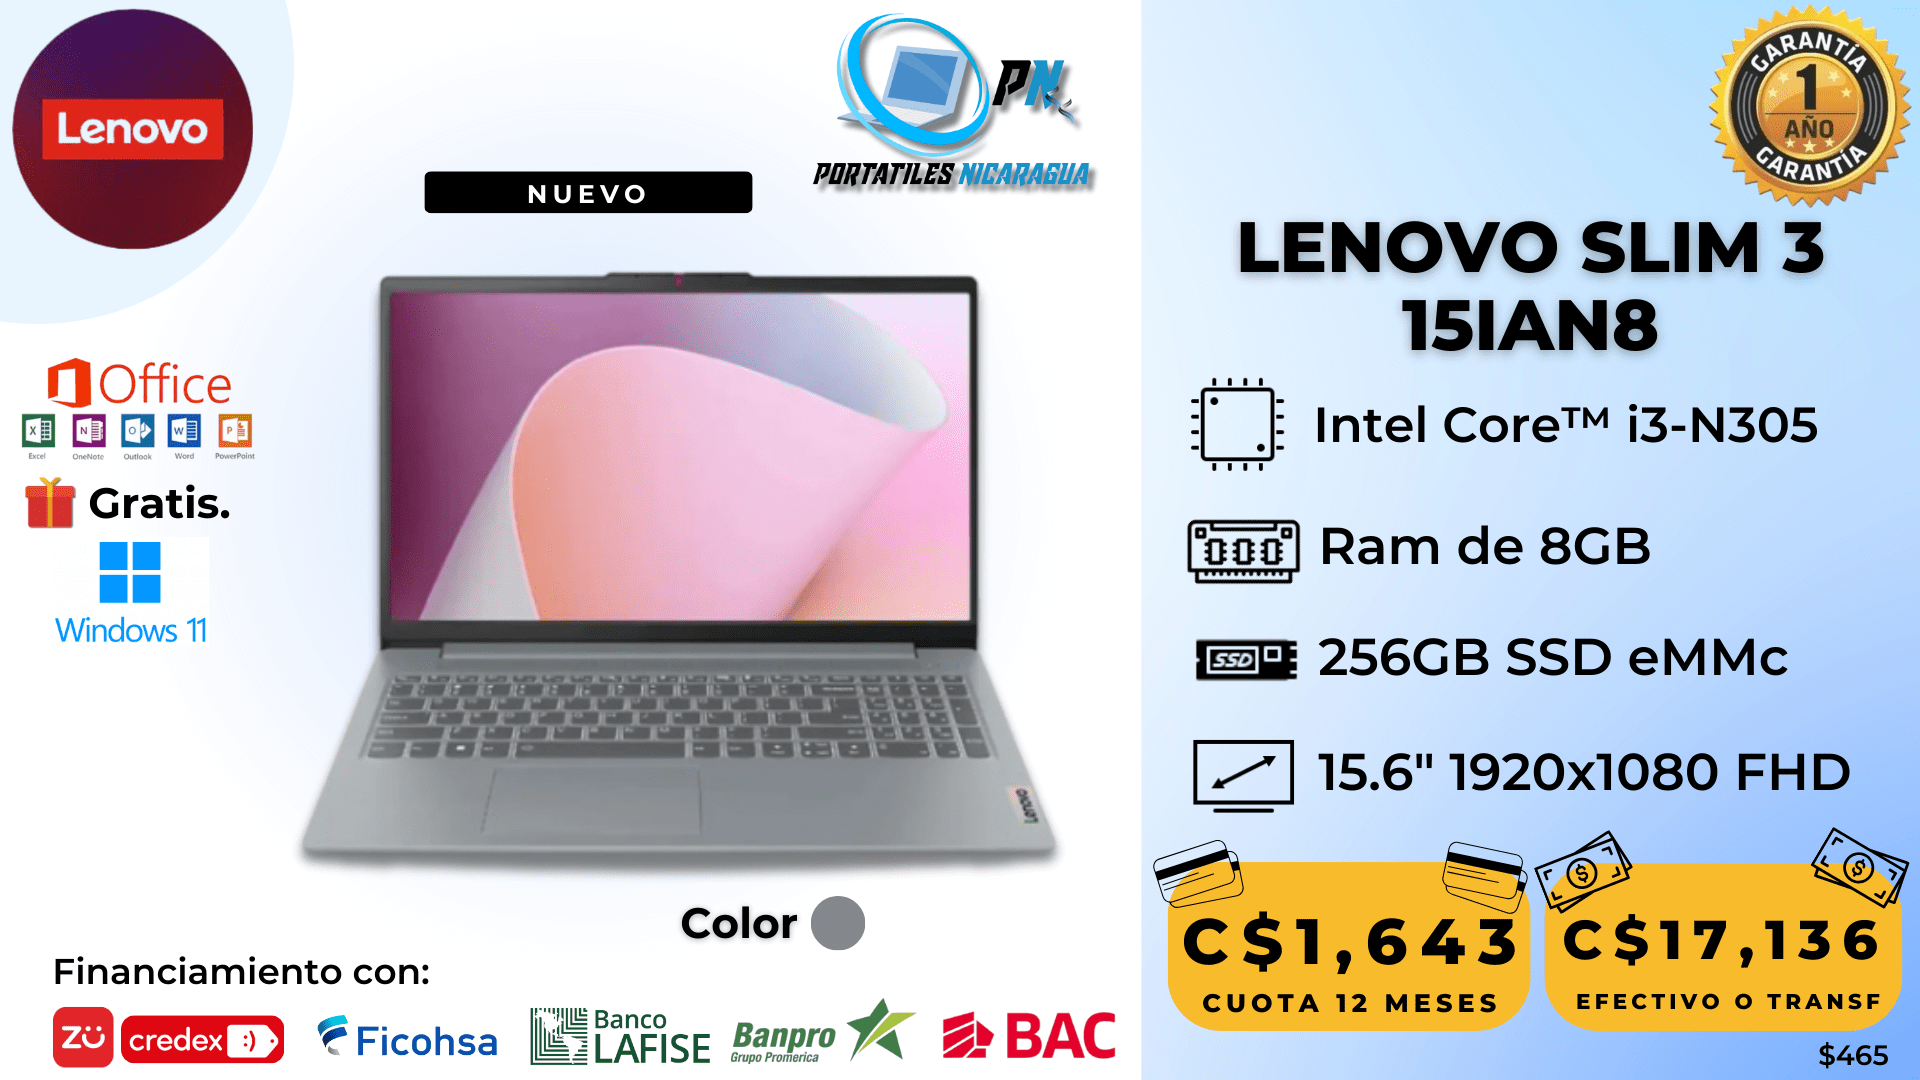 Lenovo
PN
PORTATILES NICARAGUA
NUEVO
GARANTÍA
1
AÑO
GARANTÍA
LENOVO SLIM 3
15IAN8
Office
Excel
OneNote
Outlook
Word
PowerPoint
Gratis.
Windows 11
Intel Core™ i3-N305
Ram de 8GB
SSD
256GB SSD eMMc
15.6" 1920x1080 FHD
Lenovo
Color
C$1,643
CUOTA 12 MESES
C$17,136
EFECTIVO O TRANSF
$465
Financiamiento con:
zü
credex :)
Ficohsa
Banco
LAFISE
Banpro
Grupo Promerica
BAC